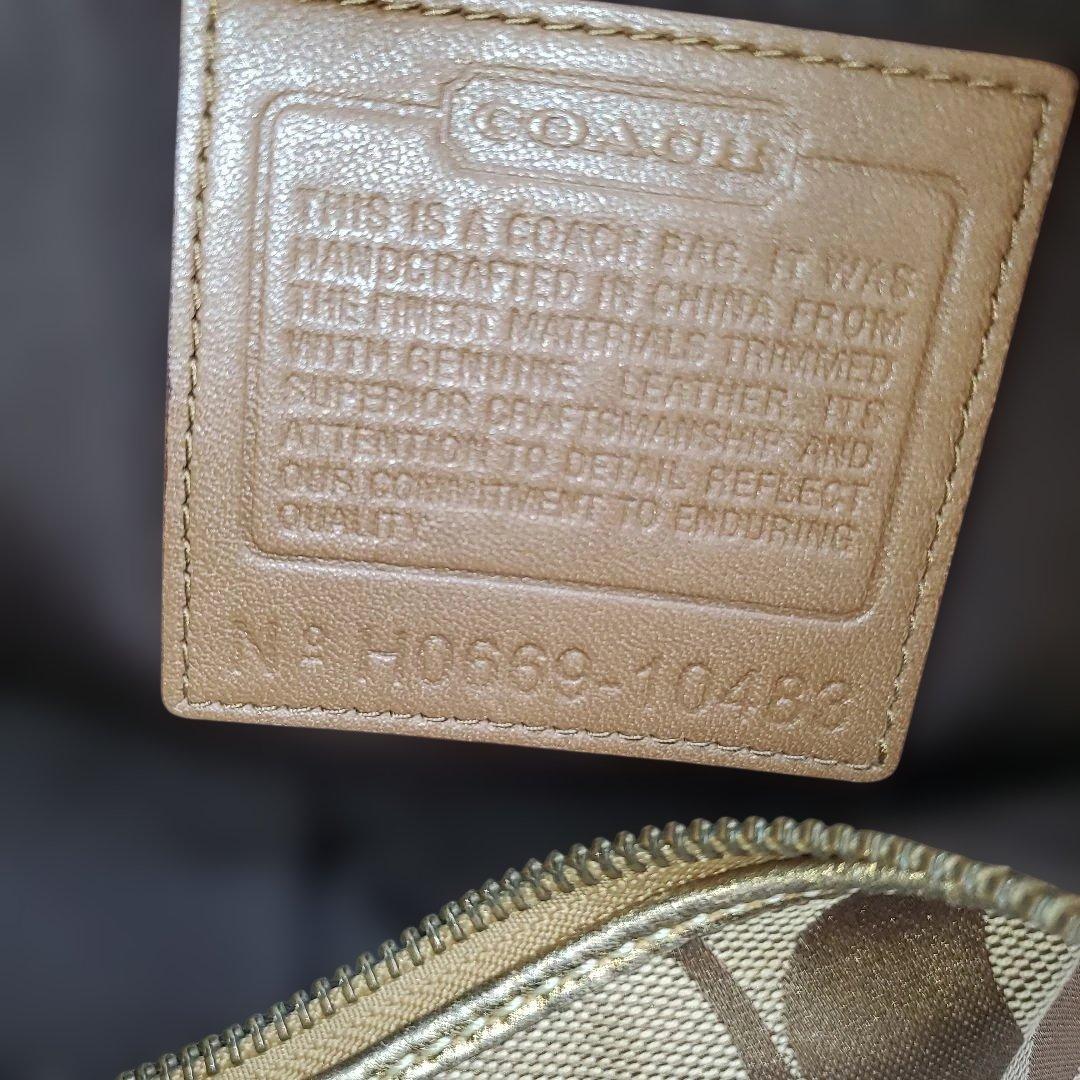 COACH
THIS IS A COACH BAG. IT WAS
HANDCRAFTED IN CHINA FROM
THE FINEST MATERIALS TRIMMED
WITH GENUINE LEATHER. ITS
SUPERIOR CRAFTSMANSHIP AND
ATTENTION TO DETAIL REFLECT
OUR COMMITMENT TO ENDURING
QUALITY.
Nº H0669-10488